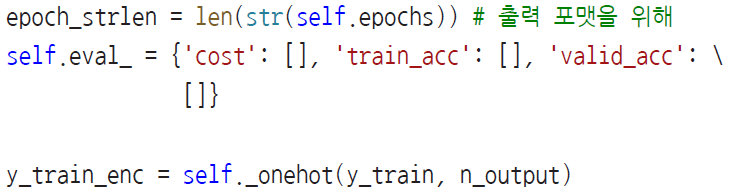 epoch_strlen = len(str(self.epochs)) # 출력 포맷을 위해
self.eval_ = {'cost': [], 'train_acc': [], 'valid_acc': \
[]}
y_train_enc = self._onehot(y_train, n_output)